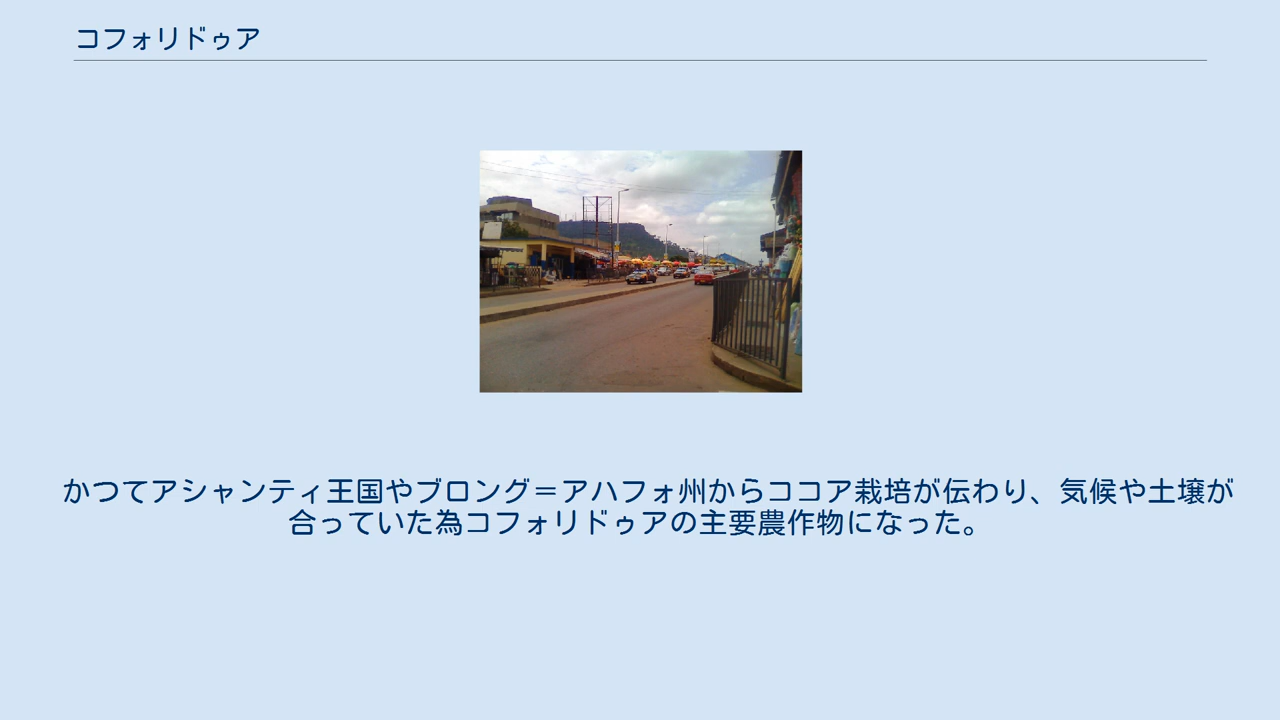 コフォリドゥア
かつてアシャンティ王国やブロング＝アハフォ州からココア栽培が伝わり、気候や土壌が
合っていた為コフォリドゥアの主要農作物になった。